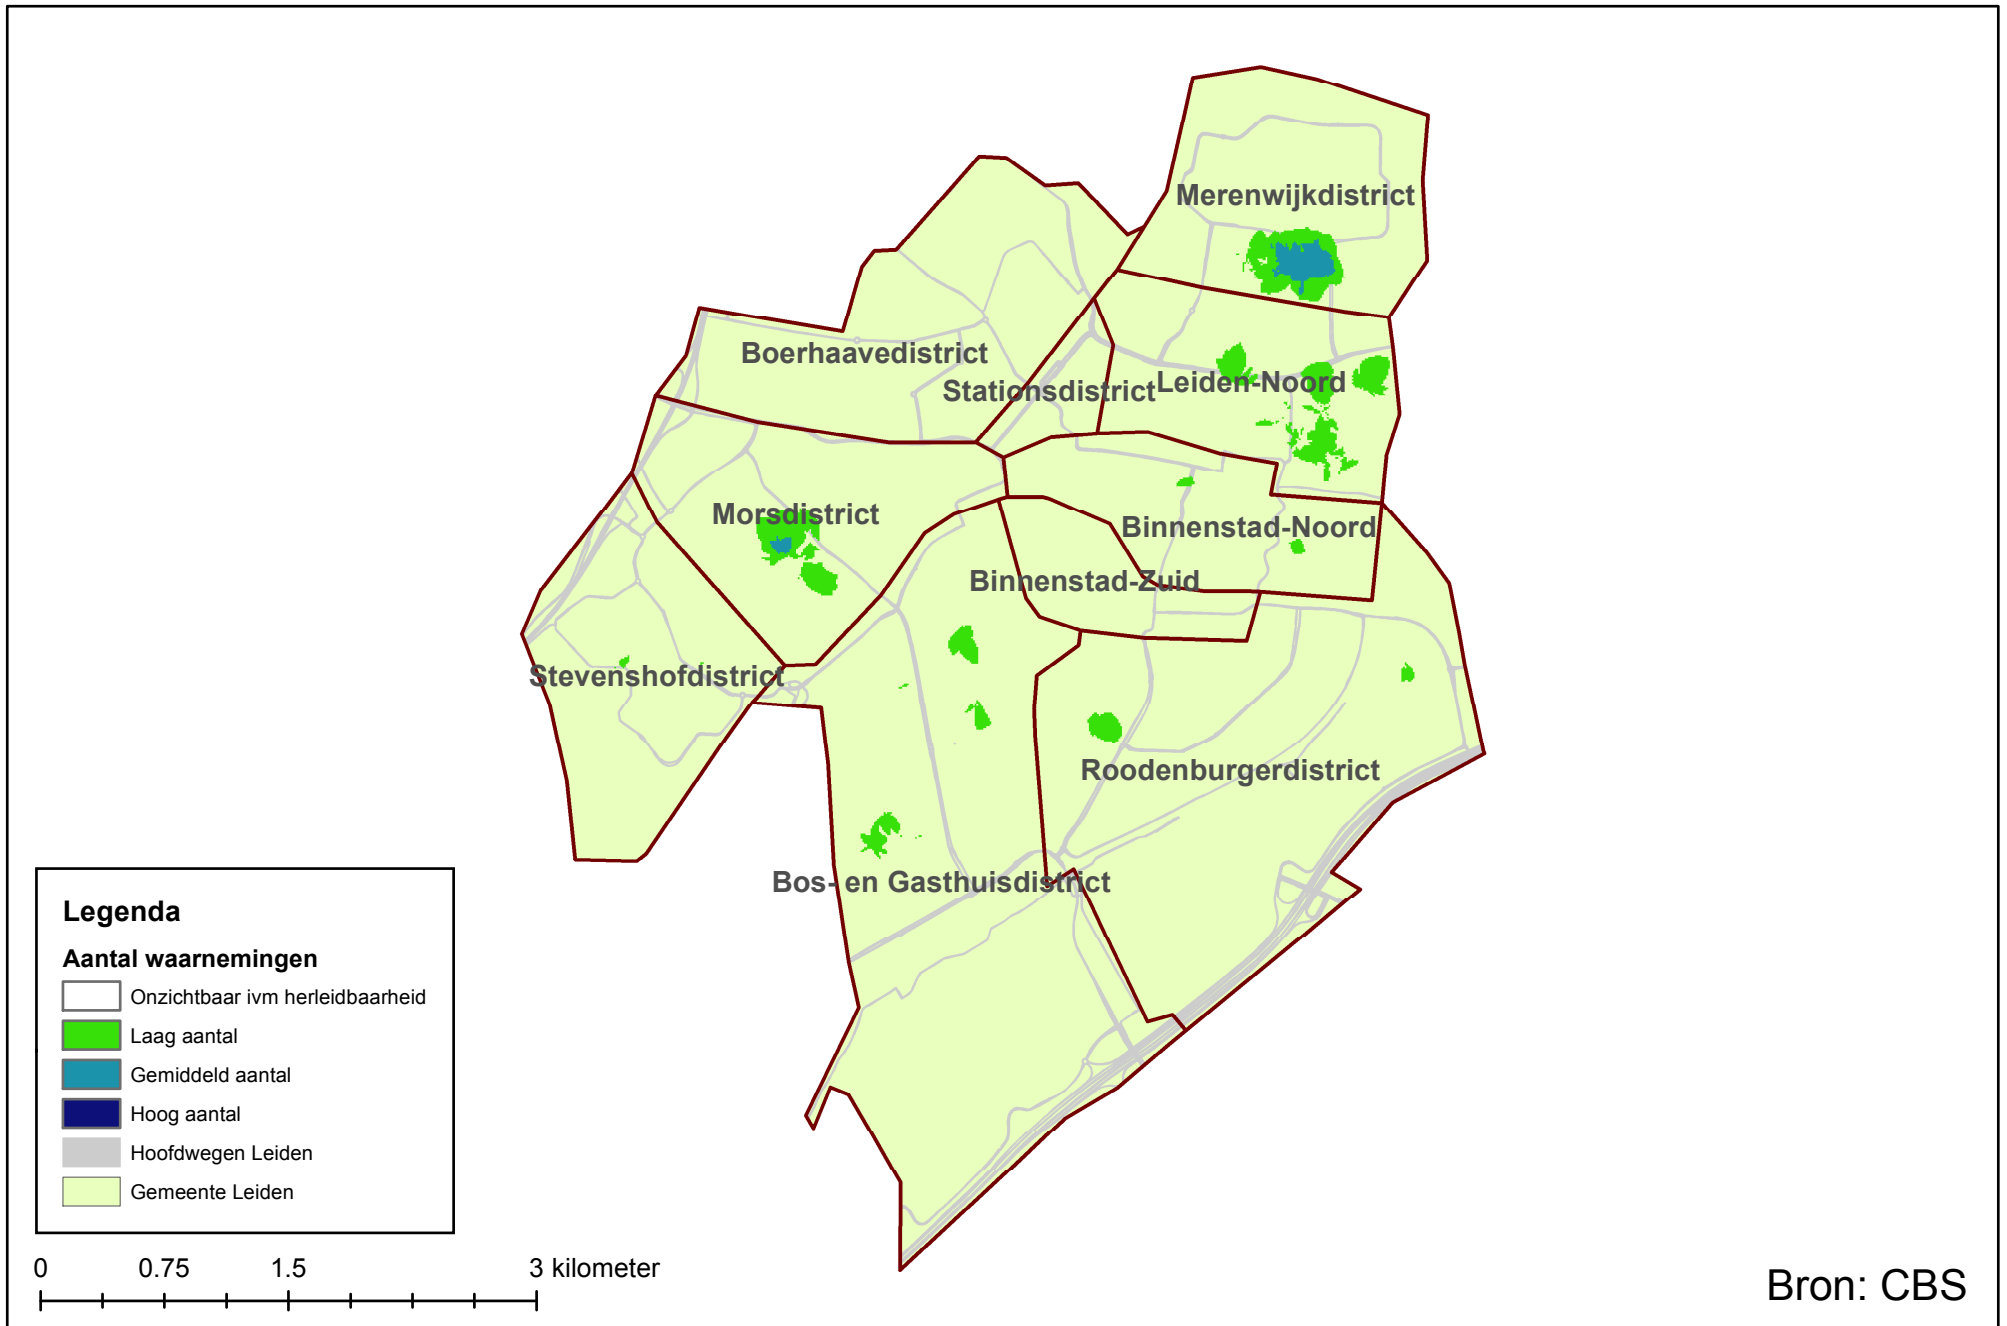 Merenwijkdistrict
Boerhaavedistrict
Stationsdistrict
Leiden-Noord
Morsdistrict
Binnenstad-Noord
Binnenstad-Zuid
Stevenshofdistrict
Roodenburgerdistrict
Bos- en Gasthuisdistrict
Legenda
Aantal waarnemingen
Onzichtbaar ivm herleidbaarheid
Laag aantal
Gemiddeld aantal
Hoog aantal
Hoofdwegen Leiden
Gemeente Leiden
0 0.75 1.5 3 kilometer
Bron: CBS